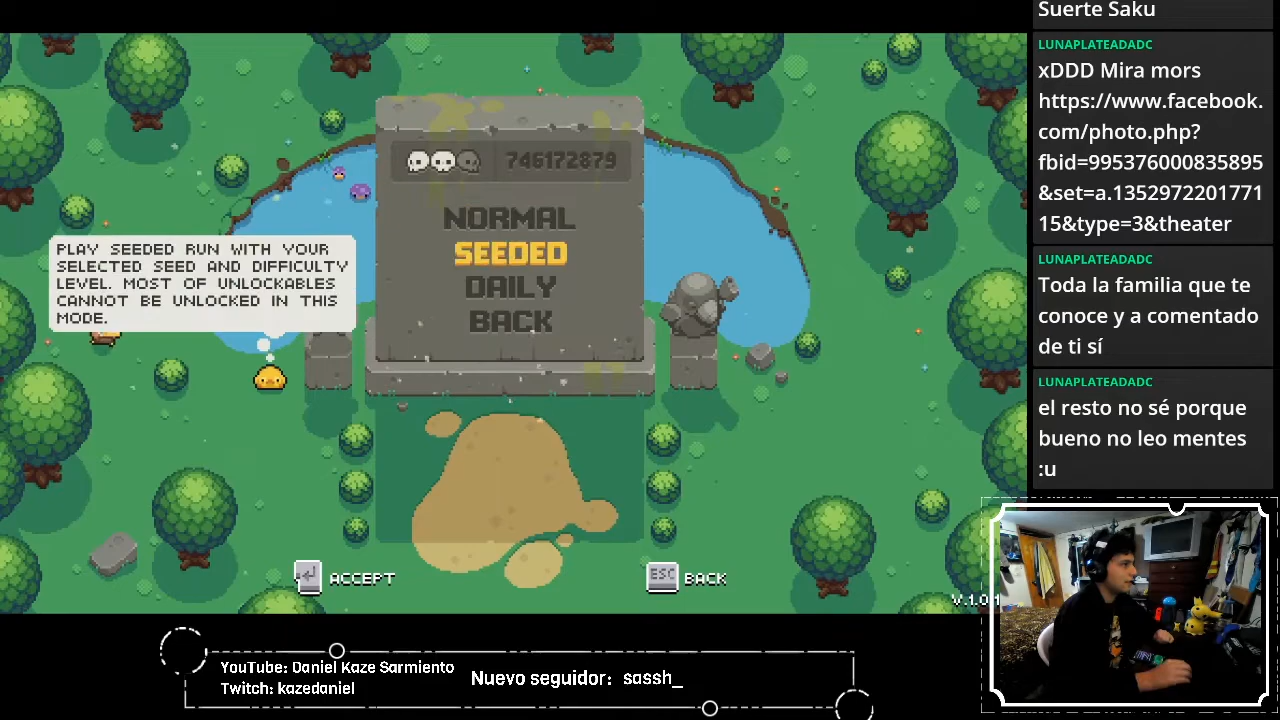 746172879
NORMAL
SEEDED
DAILY
BACK
PLAY SEEDED RUN WITH YOUR
SELECTED SEED AND DIFFICULTY
LEVEL. MOST OF UNLOCKABLES
CANNOT BE UNLOCKED IN THIS
MODE.
ACCEPT
ESC BACK
Suerte Saku
LUNAPLATEADADC
xDDD Mira mors
https://www.facebook.
com/photo.php?
fbid=995376000835895
&set=a.1352972201771
15&type=3&theater
LUNAPLATEADADC
Toda la familia que te
conoce y a comentado
de ti sí
LUNAPLATEADADC
el resto no sé porque
bueno no leo mentes
:u
YouTube: Daniel Kaze Sarmiento
Twitch: kazedaniel
Nuevo seguidor: sassh_